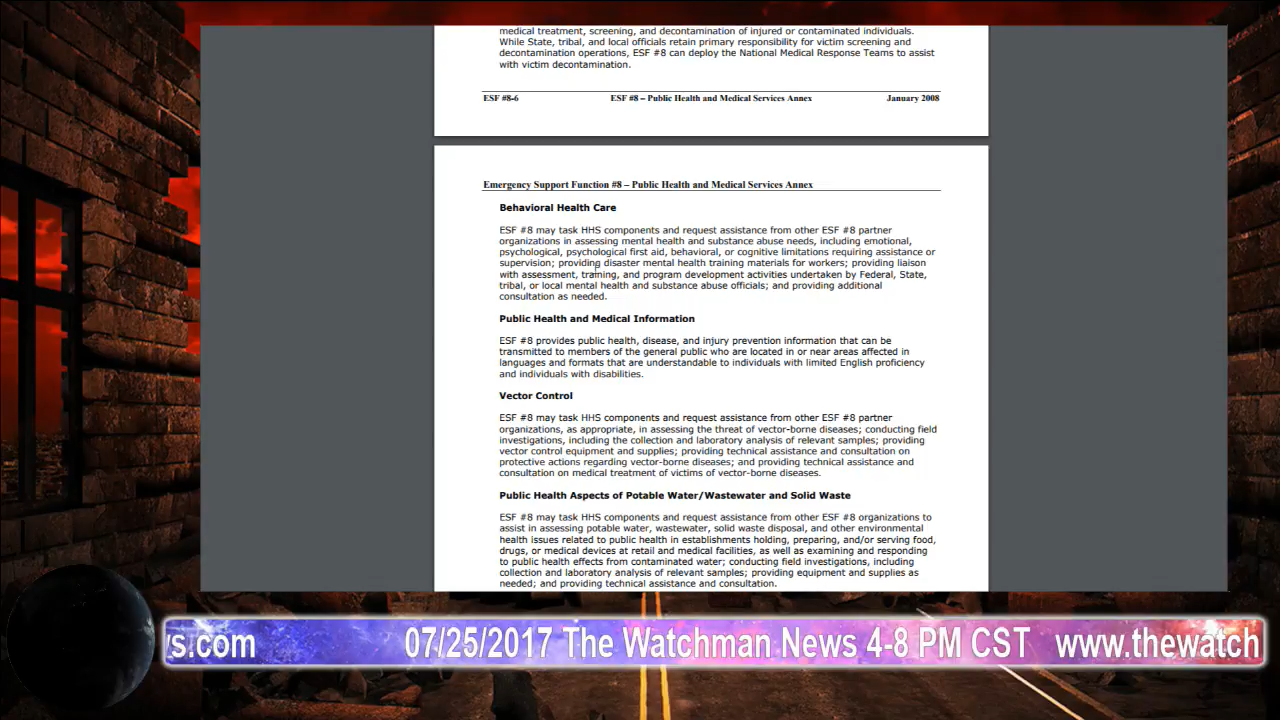 medical treatment, screening, and decontamination of injured or contaminated individuals.
While State, tribal, and local officials retain primary responsibility for victim screening and
decontamination operations, ESF #8 can deploy the National Medical Response Teams to assist
with victim decontamination.
ESF #8-6 ESF #8 – Public Health and Medical Services Annex January 2008
Emergency Support Function #8 – Public Health and Medical Services Annex
Behavioral Health Care
ESF #8 may task HHS components and request assistance from other ESF #8 partner
organizations in assessing mental health and substance abuse needs, including emotional,
psychological, psychological first aid, behavioral, or cognitive limitations requiring assistance or
supervision; providing disaster mental health training materials for workers; providing liaison
with assessment, training, and program development activities undertaken by Federal, State,
tribal, or local mental health and substance abuse officials; and providing additional
consultation as needed.
Public Health and Medical Information
ESF #8 provides public health, disease, and injury prevention information that can be
transmitted to members of the general public who are located in or near areas affected in
languages and formats that are understandable to individuals with limited English proficiency
and individuals with disabilities.
Vector Control
ESF #8 may task HHS components and request assistance from other ESF #8 partner
organizations, as appropriate, in assessing the threat of vector-borne diseases; conducting field
investigations, including the collection and laboratory analysis of relevant samples; providing
vector control equipment and supplies; providing technical assistance and consultation on
protective actions regarding vector-borne diseases; and providing technical assistance and
consultation on medical treatment of victims of vector-borne diseases.
Public Health Aspects of Potable Water/Wastewater and Solid Waste
ESF #8 may task HHS components and request assistance from other ESF #8 organizations to
assist in assessing potable water, wastewater, solid waste disposal, and other environmental
health issues related to public health in establishments holding, preparing, and/or serving food,
drugs, or medical devices at retail and medical facilities, as well as examining and responding
to public health effects from contaminated water; conducting field investigations, including
collection and laboratory analysis of relevant samples; providing equipment and supplies as
needed; and providing technical assistance and consultation.
s.com 07/25/2017 The Watchman News 4-8 PM CST www.thewatch